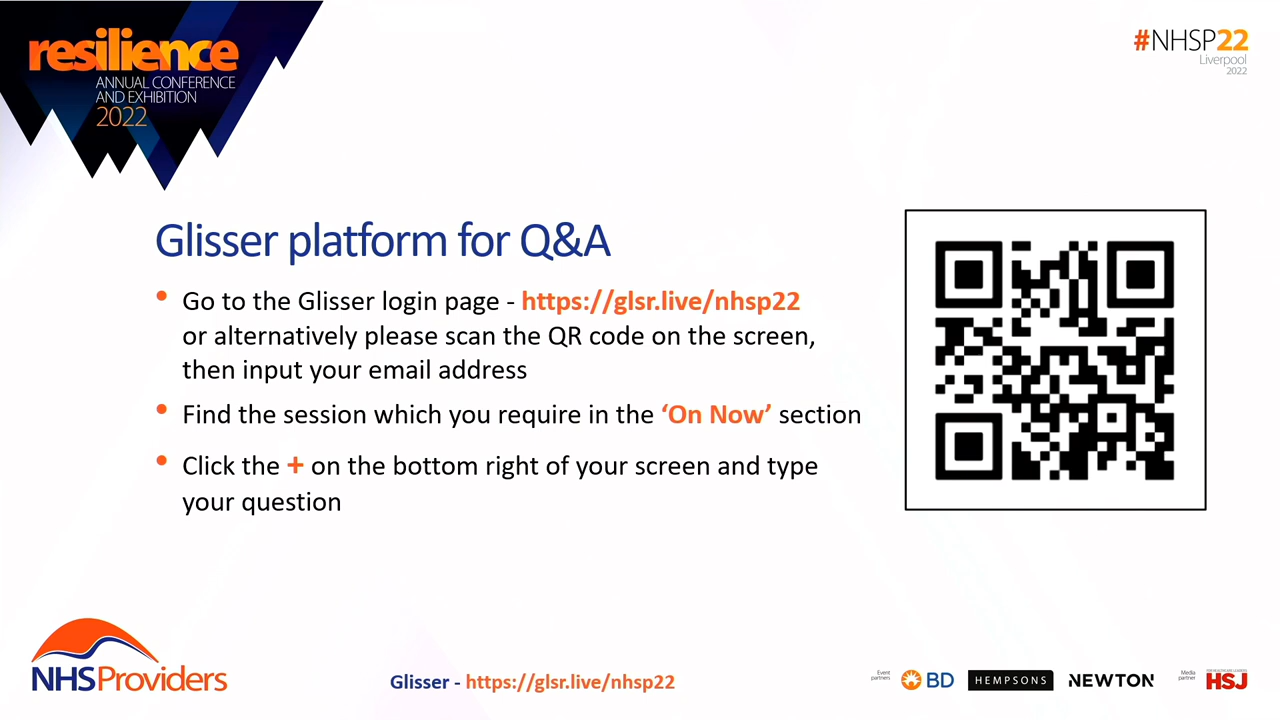 resilience
ANNUAL CONFERENCE
AND EXHIBITION
2022
#NHSP22
Liverpool
2022
Glisser platform for Q&A
• Go to the Glisser login page - https://glsr.live/nhsp22
or alternatively please scan the QR code on the screen,
then input your email address
• Find the session which you require in the ‘On Now’ section
• Click the + on the bottom right of your screen and type
your question
NHSProviders
Glisser - https://glsr.live/nhsp22
Event
partners
BD
HEMPSONS
NEWTON
Media
partner
FOR HEALTHCARE LEADERS
HSJ